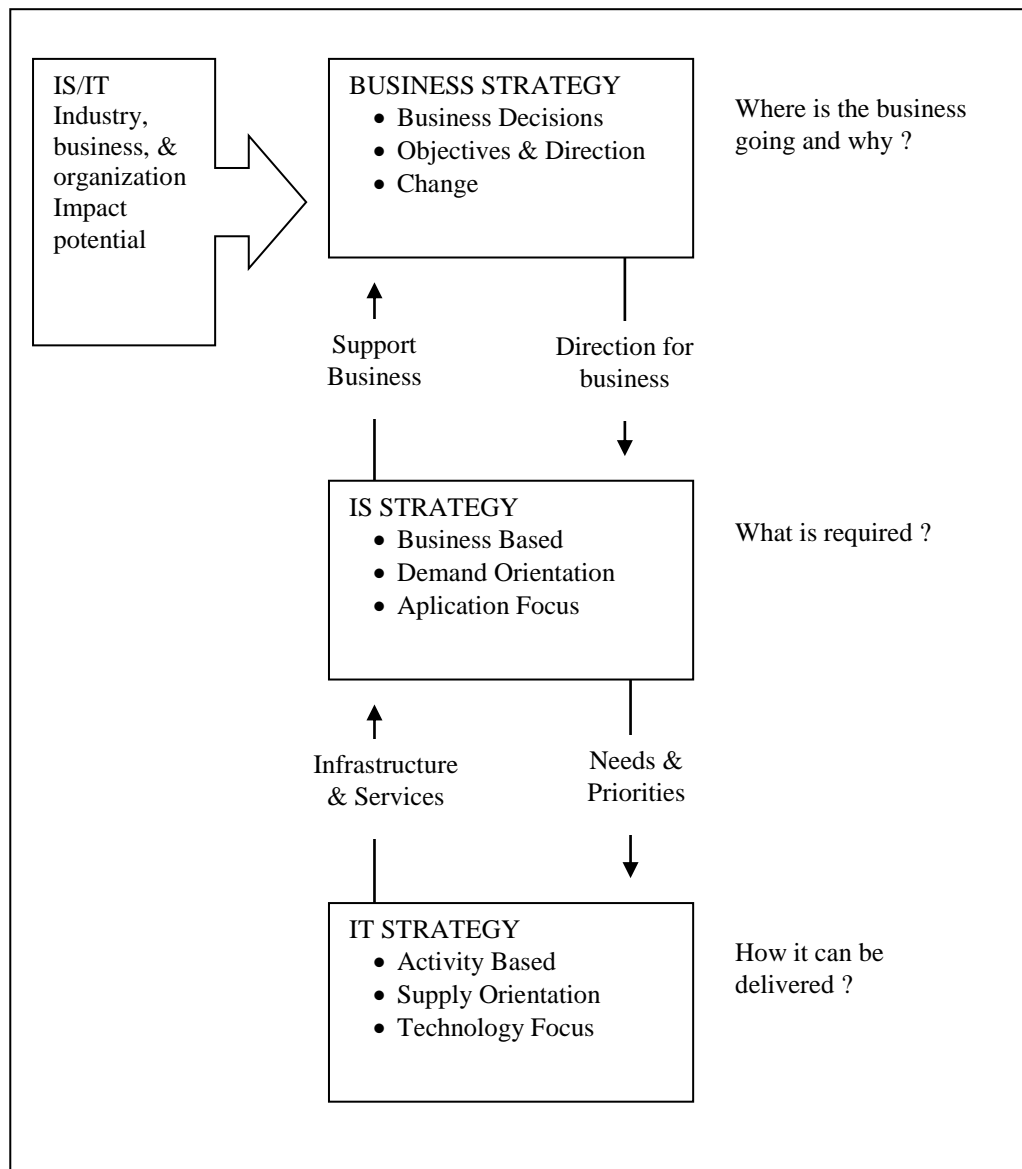 IS/IT
Industry,
business, &
organization
Impact
potential
BUSINESS STRATEGY
• Business Decisions
• Objectives & Direction
• Change
Where is the business
going and why ?
Support
Business
Direction for
business
IS STRATEGY
• Business Based
• Demand Orientation
• Aplication Focus
What is required ?
Infrastructure
& Services
Needs &
Priorities
IT STRATEGY
• Activity Based
• Supply Orientation
• Technology Focus
How it can be
delivered ?